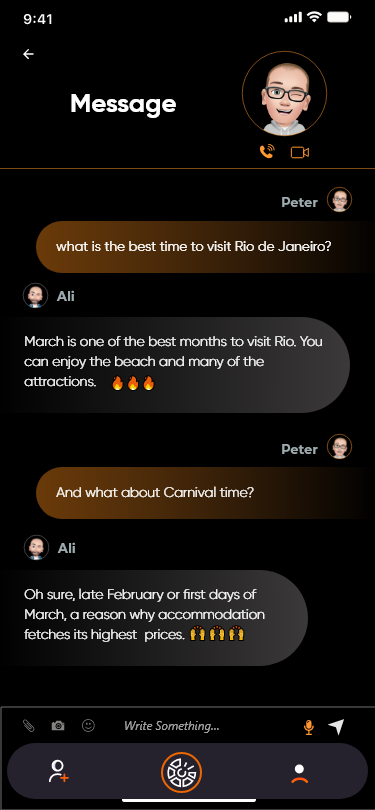 9:41
Message
Peter
what is the best time to visit Rio de Janeiro?
Ali
March is one of the best months to visit Rio. You
can enjoy the beach and many of the
attractions. 🔥🔥🔥
Peter
And what about Carnival time?
Ali
Oh sure, late February or first days of
March, a reason why accommodation
fetches its highest  prices. 🙌🙌🙌
Write Something...